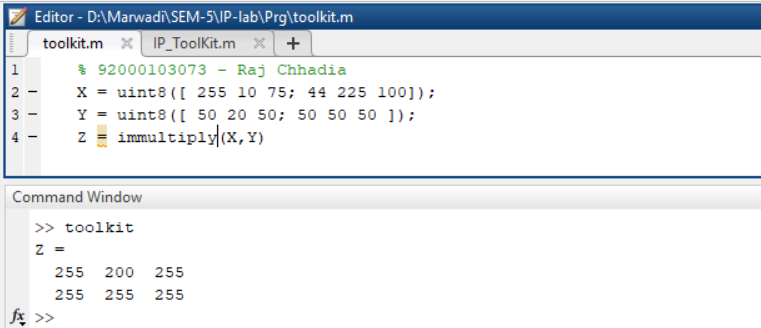 Editor - D:\Marwadi\SEM-5\IP-lab\Prg\toolkit.m
toolkit.m × IP_ToolKit.m × +
1 % 92000103073 - Raj Chhadia
2 - X = uint8([ 255 10 75; 44 225 100]);
3 - Y = uint8([ 50 20 50; 50 50 50 ]);
4 - Z = immultiply(X,Y)
Command Window
>> toolkit
Z =
255 200 255
255 255 255
fx >>